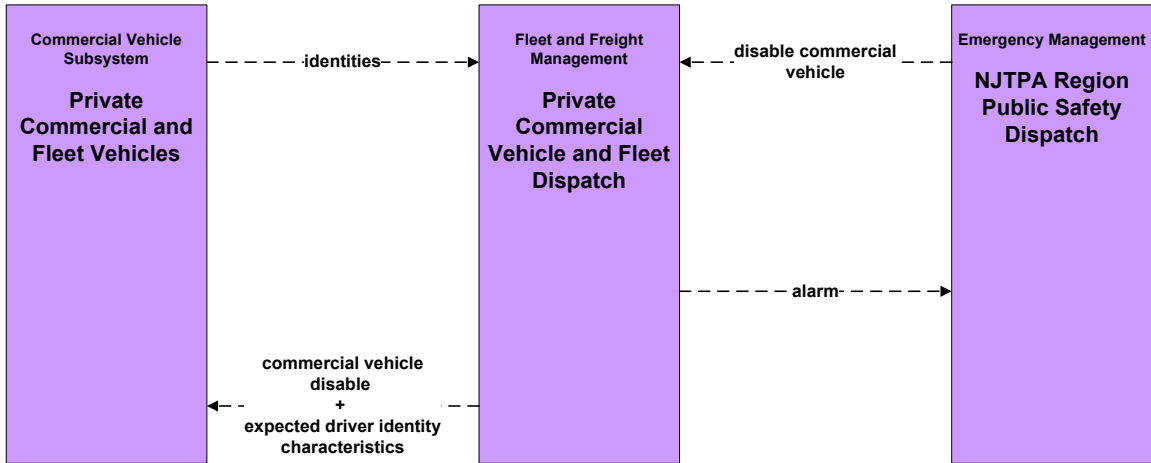 Commercial Vehicle
Subsystem
Private
Commercial and
Fleet Vehicles
identities
Fleet and Freight
Management
Private
Commercial
Vehicle and Fleet
Dispatch
disable commercial
vehicle
Emergency Management
NJTPA Region
Public Safety
Dispatch
alarm
commercial vehicle
disable
+
expected driver identity
characteristics